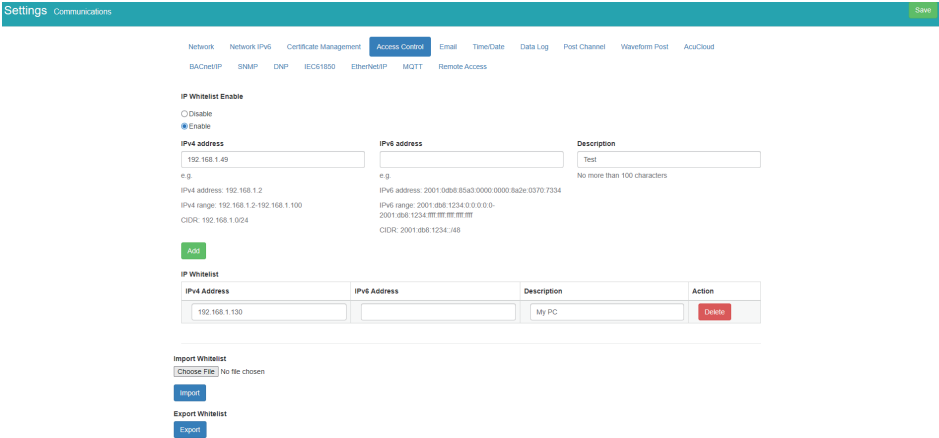 Settings Communications
Save
Network Network IPv6 Certificate Management Access Control Email Time/Date Data Log Post Channel Waveform Post AcuCloud
BACnet/IP SNMP DNP IEC61850 EtherNet/IP MQTT Remote Access
IP Whitelist Enable
Disable
Enable
IPv4 address IPv6 address Description
192.168.1.49 Test
e.g. e.g. No more than 100 characters
IPv4 address: 192.168.1.2 IPv6 address: 2001:0db8:85a3:0000:0000:8a2e:0370:7334
IPv4 range: 192.168.1.2-192.168.1.100 IPv6 range: 2001:db8:1234:0:0:0:0:0-
2001:db8:1234:ffff:ffff:ffff:ffff:ffff
CIDR: 192.168.1.0/24
CIDR: 2001:db8:1234::/48
Add
IP Whitelist
IPv4 Address IPv6 Address Description Action
192.168.1.130 My PC Delete
Import Whitelist
Choose File No file chosen
Import
Export Whitelist
Export